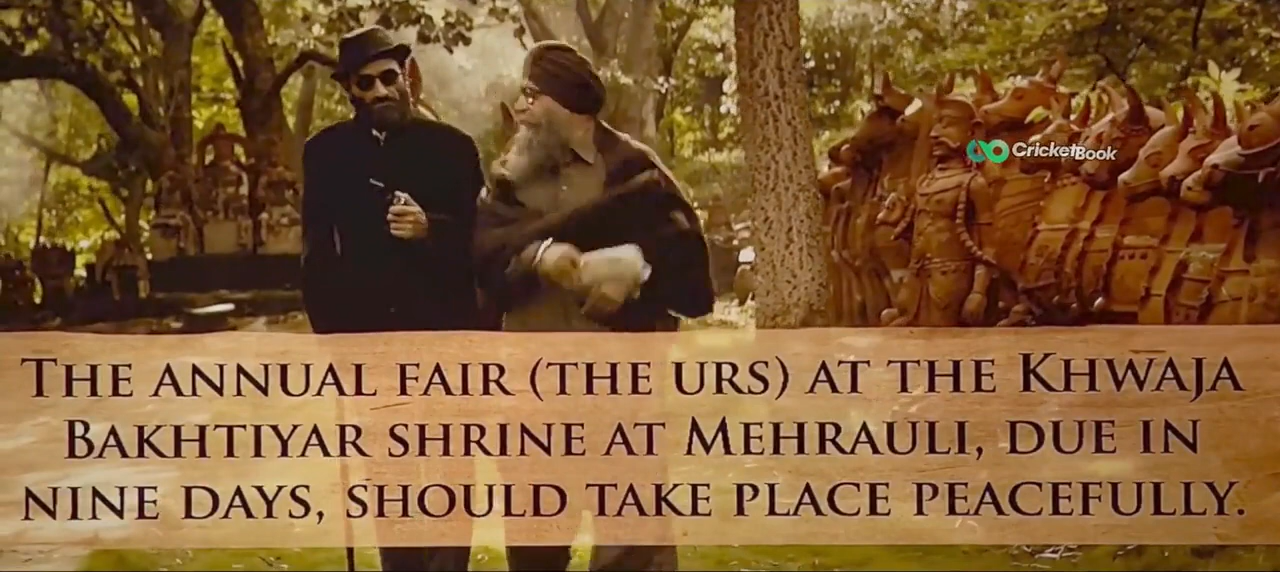 CricketBook
THE ANNUAL FAIR (THE URS) AT THE KHWAJA
BAKHTIYAR SHRINE AT MEHRAULI, DUE IN
NINE DAYS, SHOULD TAKE PLACE PEACEFULLY.